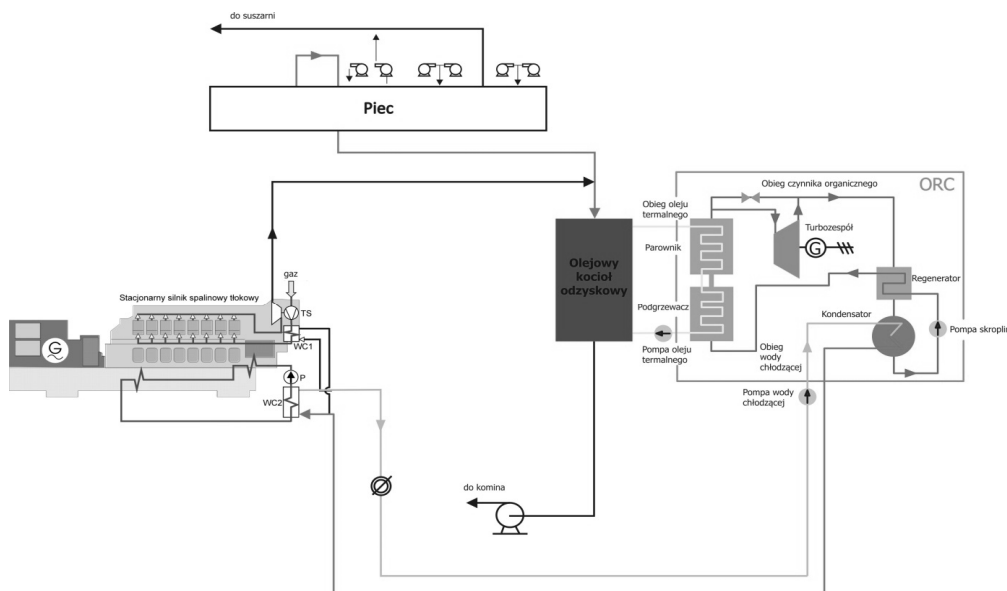 do suszarni
Piec
ORC
Obieg oleju
termalnego
Obieg czynnika organicznego
Parownik
Turbozespół
G
Olejowy
kocioł
odzyskowy
gaz
Stacjonarny silnik spalinowy tłokowy
TS
Regenerator
Podgrzewacz
Kondensator
G
WC1
Pompa oleju
termalnego
Obieg
wody
chłodzącej
Pompa skroplin
P
WC2
Pompa wody
chłodzącej
do komina